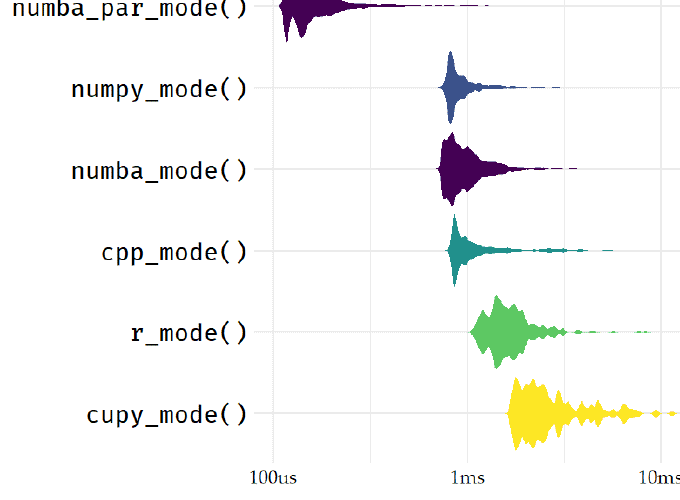 numba_par_mode()
numpy_mode()
numba_mode()
cpp_mode()
r_mode()
cupy_mode()
100us 1ms 10ms